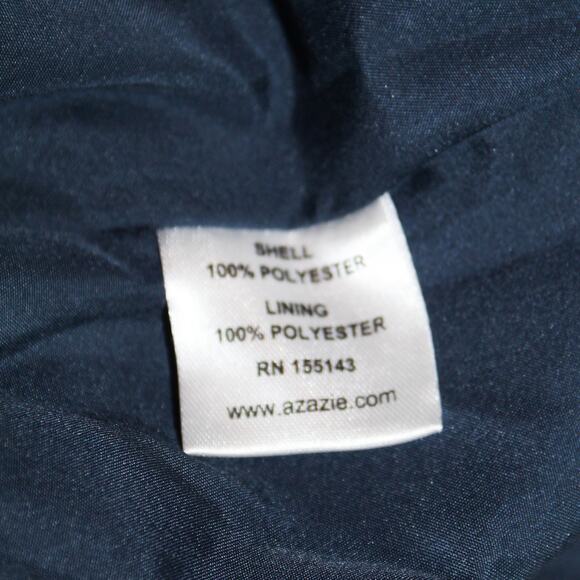 SHELL
100% POLYESTER
LINING
100% POLYESTER
RN 155143
www.azazie.com